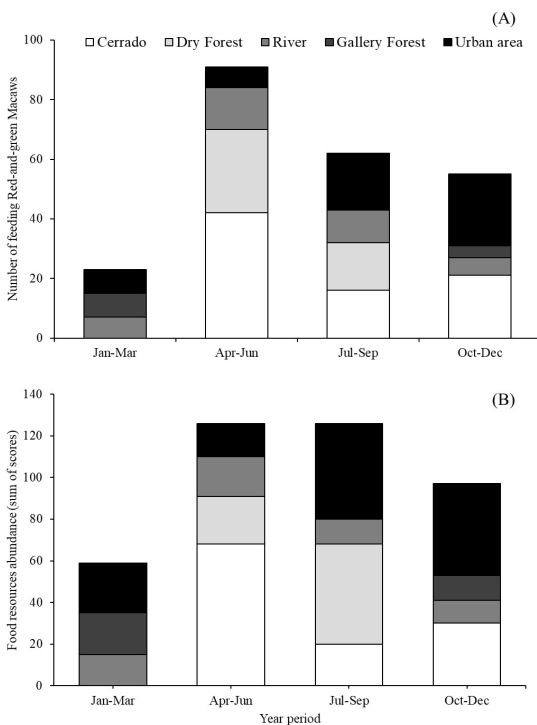 (A)
Cerrado Dry Forest River Gallery Forest Urban area
Number of feeding Red-and-green Macaws
100
80
60
40
20
0
Jan-Mar Apr-Jun Jul-Sep Oct-Dec
(B)
Food resources abundance (sum of scores)
140
120
100
80
60
40
20
0
Jan-Mar Apr-Jun Jul-Sep Oct-Dec
Year period